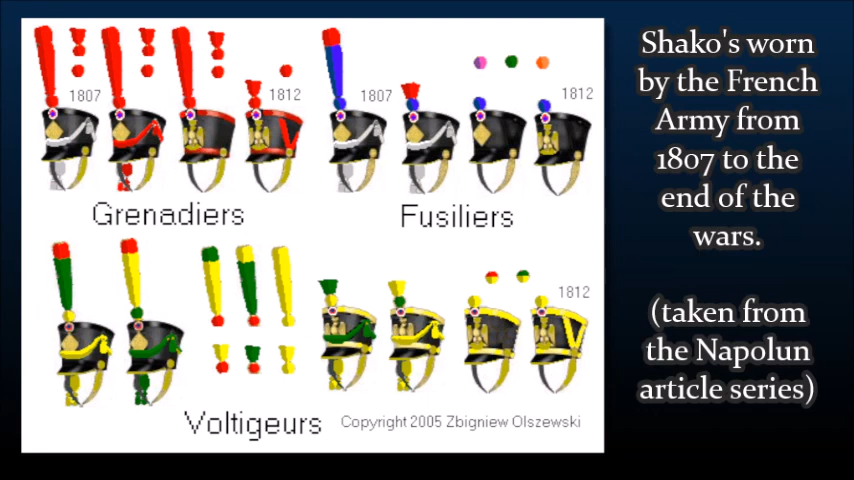 1807
1812
1807
1812
Grenadiers
Fusiliers
1812
Voltigeurs
Copyright 2005 Zbigniew Olszewski
Shako's worn
by the French
Army from
1807 to the
end of the
wars.
(taken from
the Napolun
article series)